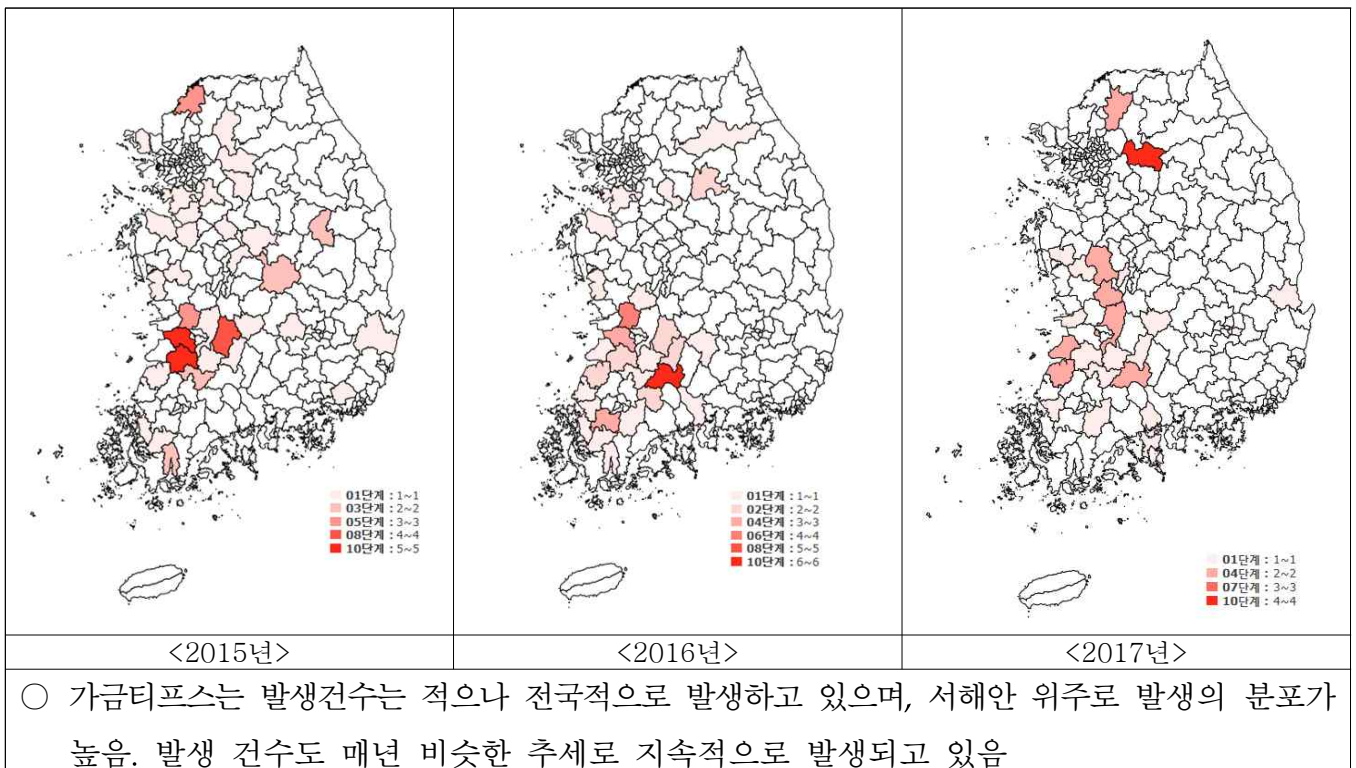 01단계 : 1~1
03단계 : 2~2
05단계 : 3~3
08단계 : 4~4
10단계 : 5~5
01단계 : 1~1
02단계 : 2~2
04단계 : 3~3
06단계 : 4~4
08단계 : 5~5
10단계 : 6~6
01단계 : 1~1
04단계 : 2~2
07단계 : 3~3
10단계 : 4~4
<2015년>
<2016년>
<2017년>
○ 가금티프스는 발생건수는 적으나 전국적으로 발생하고 있으며, 서해안 위주로 발생의 분포가
높음. 발생 건수도 매년 비슷한 추세로 지속적으로 발생되고 있음